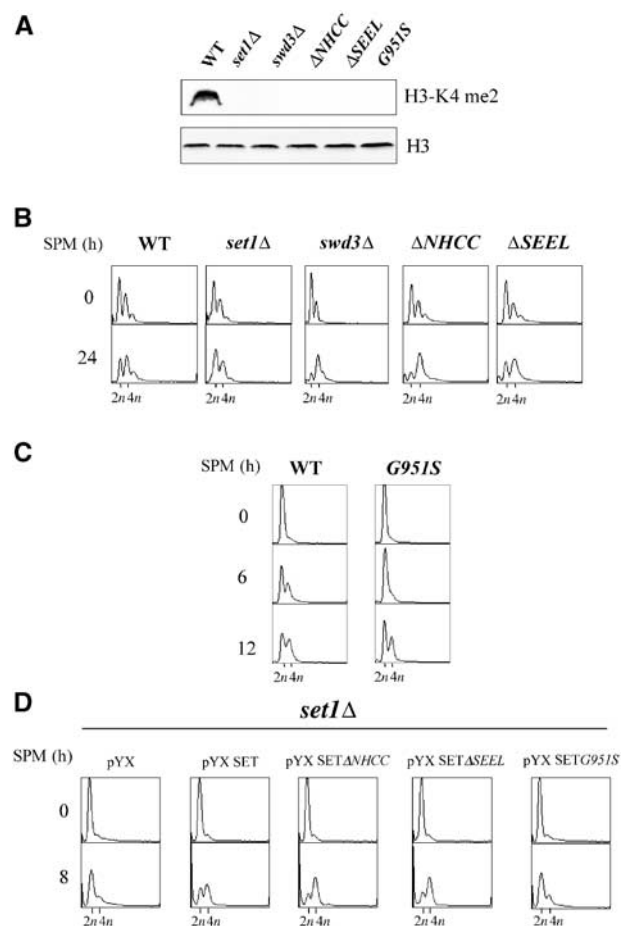 A
WT set1Δ swd3Δ ΔNHCC ΔSEEL G951S
H3-K4 me2
H3
B
SPM (h) WT set1Δ swd3Δ ΔNHCC ΔSEEL
0
24
2n 4n 2n 4n 2n 4n 2n 4n 2n 4n
C
SPM (h) WT G951S
0
6
12
2n 4n 2n 4n
D
set1Δ
SPM (h) pYX pYX SET pYX SETΔNHCC pYX SETΔSEEL pYX SETG951S
0
8
2n 4n 2n 4n 2n 4n 2n 4n 2n 4n